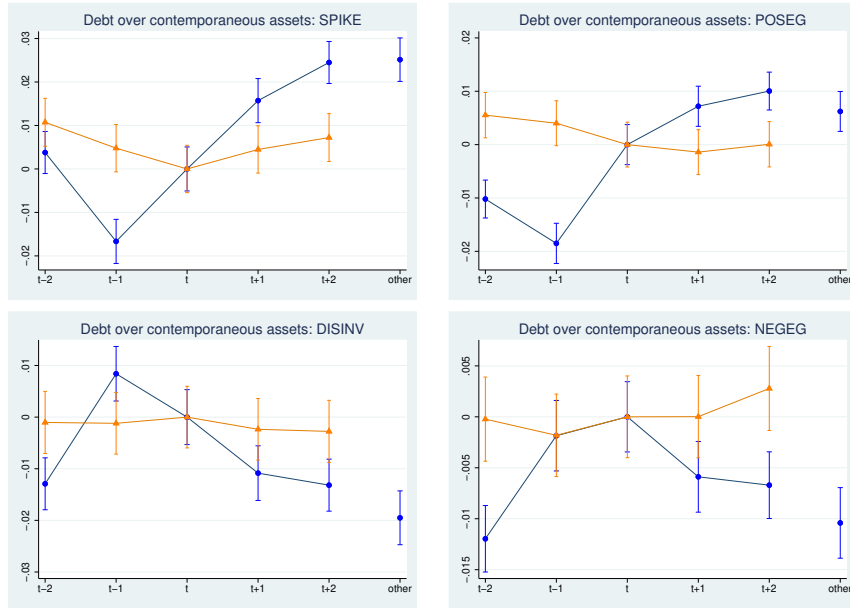 Debt over contemporaneous assets: SPIKE
.03
.02
.01
0
-.01
-.02
t-2 t-1 t t+1 t+2 other
Debt over contemporaneous assets: POSEG
.02
.01
0
-.01
-.02
t-2 t-1 t t+1 t+2 other
Debt over contemporaneous assets: DISINV
.01
0
-.01
-.02
-.03
t-2 t-1 t t+1 t+2 other
Debt over contemporaneous assets: NEGEG
.005
0
-.005
-.01
-.015
t-2 t-1 t t+1 t+2 other